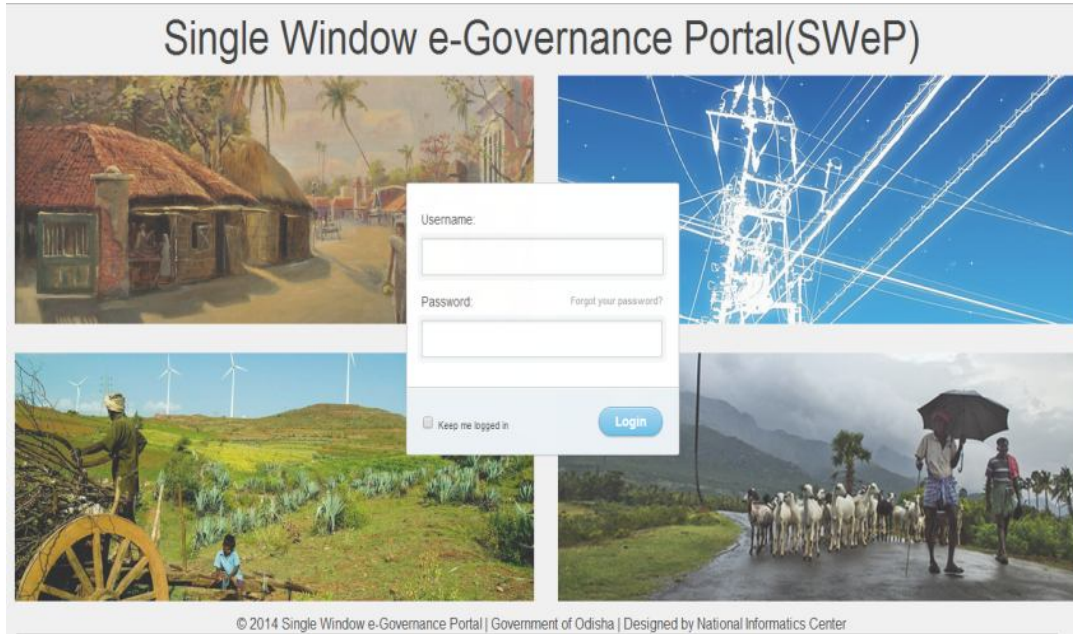 Single Window e-Governance Portal(SWeP)
Username:
Password:
Forgot your password?
Keep me logged in
Login
© 2014 Single Window e-Governance Portal | Government of Odisha | Designed by National Informatics Center